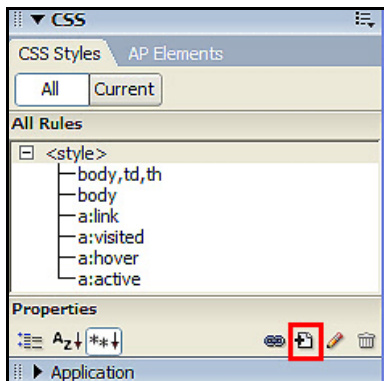 CSS
CSS Styles AP Elements
All Current
All Rules
<style>
body,td,th
body
a:link
a:visited
a:hover
a:active
Properties
Az↓ **↓
Application